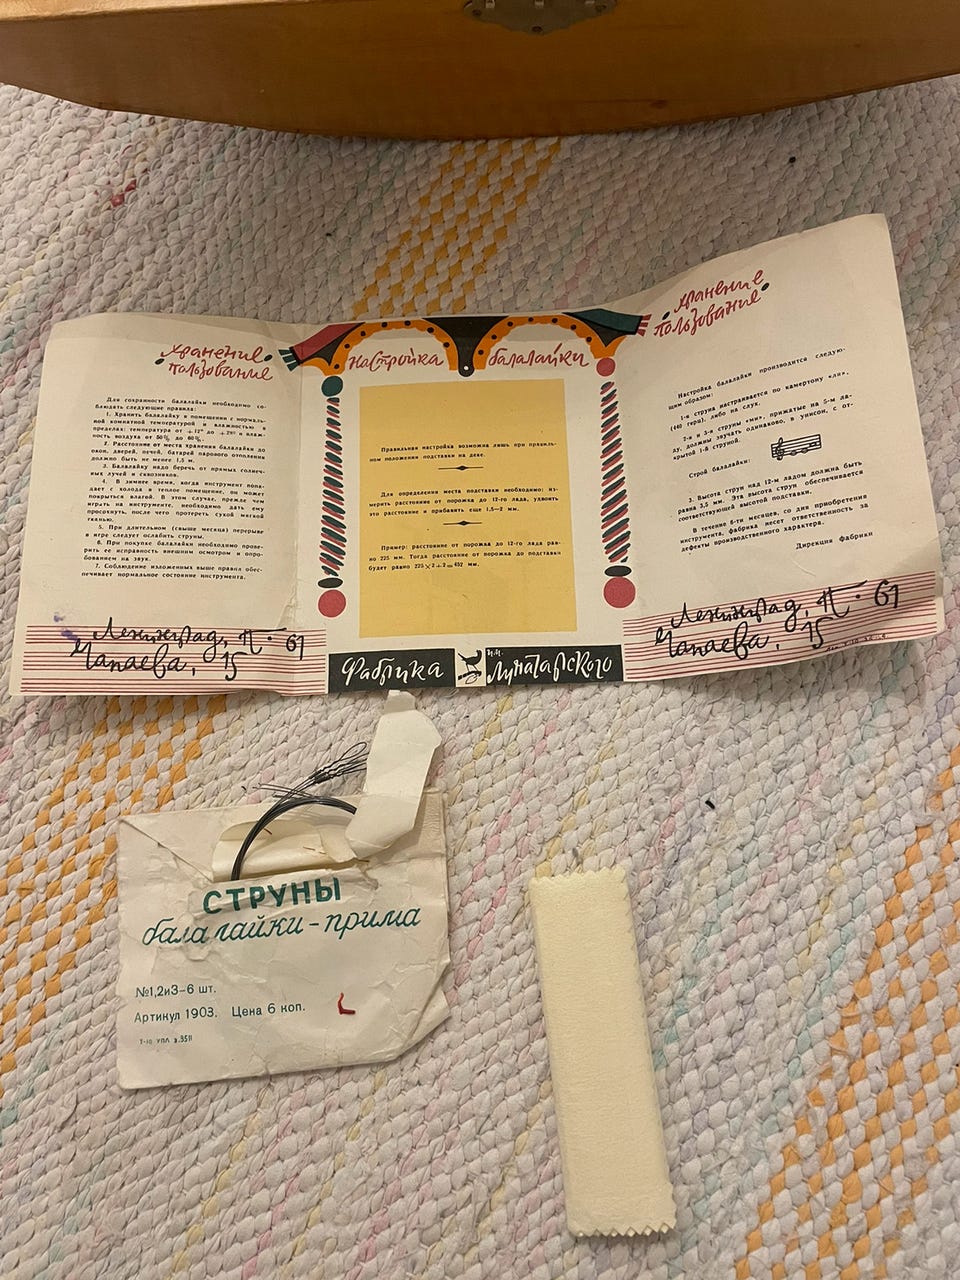 хранение
пользование
Для сохранности балалайки необходимо со-
блюдать следующие правила:
1. Хранить балалайку в помещении с нормаль-
ной комнатной температурой и влажностью в
пределах: температура от +12° до и влаж-
ность воздуха от 50% до 60%.
2. Расстояние от места хранения балалайки до
окон, дверей, печей, батарей парового отопления
должно быть не менее 1,5 м.
3. Балалайку надо беречь от прямых солнеч-
ных лучей и сквозняков.
4. В зимнее время, когда инструмент попа-
дает с холода в теплое помещение, он может
покрыться влагой. В этом случае, прежде чем
играть на инструменте, необходимо дать ему
просохнуть, после чего протереть сухой мягкой
тканью.
5. При длительном (свыше месяца) перерыве
в игре следует ослабить струны.
6. При покупке балалайки необходимо прове-
рить ее исправность внешним осмотром и опро-
бованием на звук.
7. Соблюдение изложенных выше правил обес-
печивает нормальное состояние инструмента.
Ленинград, П-61
Чапаева, 15
настройка балалайки
Правильная настройка возможна лишь при правиль-
ном положении подставки на деке.
Для определения места подставки необходимо: из-
мерить расстояние от порожка до 12-го лада, удвоить
это расстояние и прибавить еще 1,5—2 мм.
Пример: расстояние от порожка до 12-го лада рав-
но 225 мм. Тогда расстояние от порожка до подставки
будет равно 225×2+2=452 мм.
Фабрика им. Луначарского
хранение
пользование
Настройка балалайки производится следую-
щим образом:
1-я струна настраивается по камертону «ля»,
(440 герц), либо на слух.
2-я и 3-я струны «ми», прижатые на 5-м ла-
ду, должны звучать одинаково, в унисон, с от-
крытой 1-й струной.
Строй балалайки:
3. Высота струн над 12-м ладом должна быть
равна 3,5 мм. Эта высота струн обеспечивается
соответствующей высотой подставки.
В течение 6-ти месяцев, со дня приобретения
инструмента, фабрика несет ответственность за
дефекты производственного характера.
Дирекция фабрики
Ленинград, П-61
Чапаева, 15
СТРУНЫ
балалайки-прима
№1,2и3-6 шт.
Артикул 1903. Цена 6 коп.